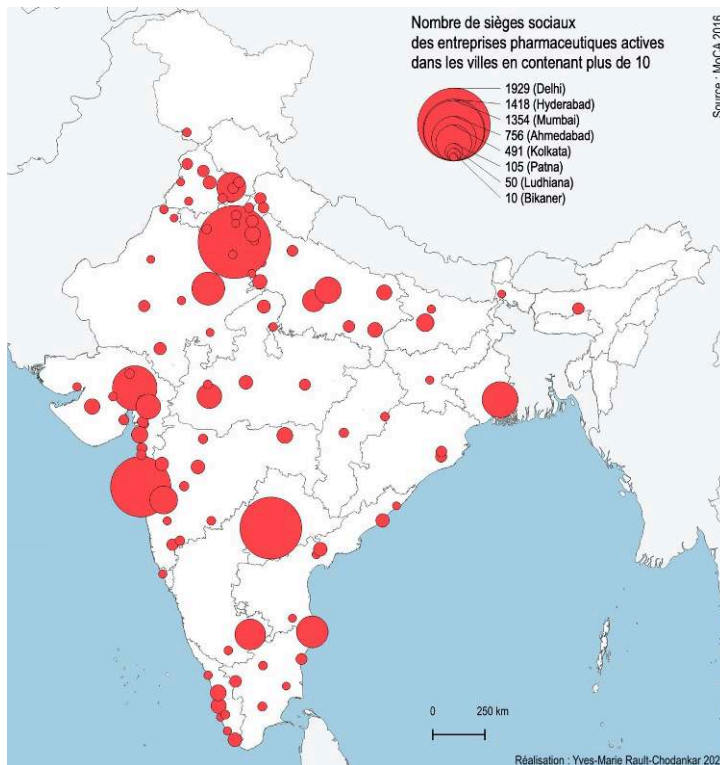 Nombre de sièges sociaux
des entreprises pharmaceutiques actives
dans les villes en contenant plus de 10
1929 (Delhi)
1418 (Hyderabad)
1354 (Mumbai)
756 (Ahmedabad)
491 (Kolkata)
105 (Patna)
50 (Ludhiana)
10 (Bikaner)
Source : MoCA 2016
0 250 km
Réalisation : Yves-Marie Rault-Chodankar 202